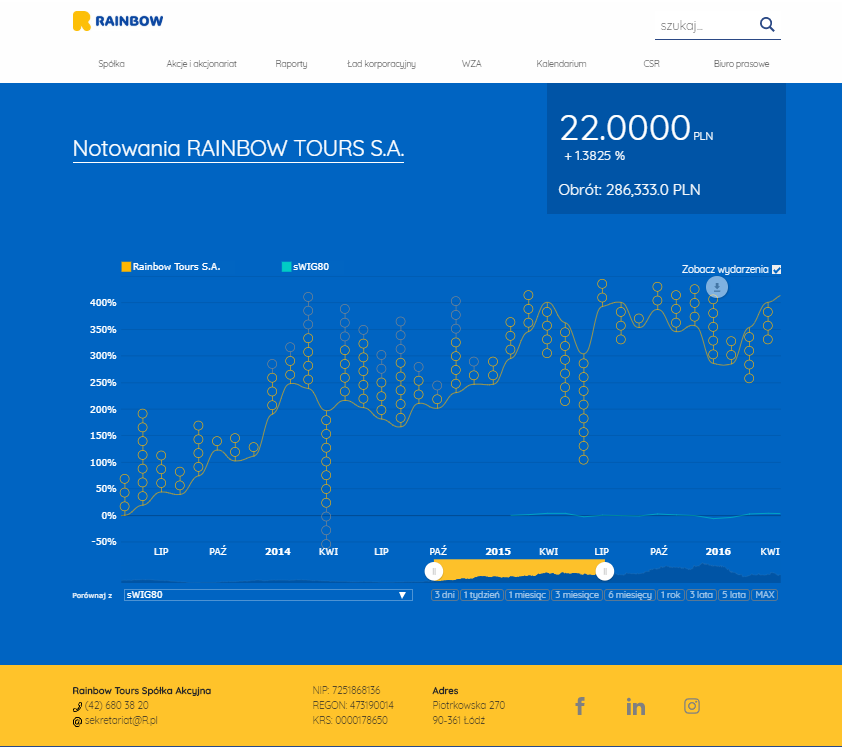 RAINBOW
szukaj...
Spółka Akcje i akcjonariat Raporty Ład korporacyjny WZA Kalendarium CSR Biuro prasowe
Notowania RAINBOW TOURS S.A.
22.0000 PLN
+ 1.3825 %
Obrót: 286,333.0 PLN
Rainbow Tours S.A. sWIG80 Zobacz wydarzenia
400%
350%
300%
250%
200%
150%
100%
50%
0%
-50%
LIP PAŹ 2014 KWI LIP PAŹ 2015 KWI LIP PAŹ 2016 KWI
Porównaj z sWIG80 3 dni 1 tydzień 1 miesiąc 3 miesiące 6 miesięcy 1 rok 3 lata 5 lata MAX
Rainbow Tours Spółka Akcyjna
(42) 680 38 20
@ sekretariat@R.pl
NIP: 7251868136
REGON: 473190014
KRS: 0000178650
Adres
Piotrkowska 270
90-361 Łódź
f in